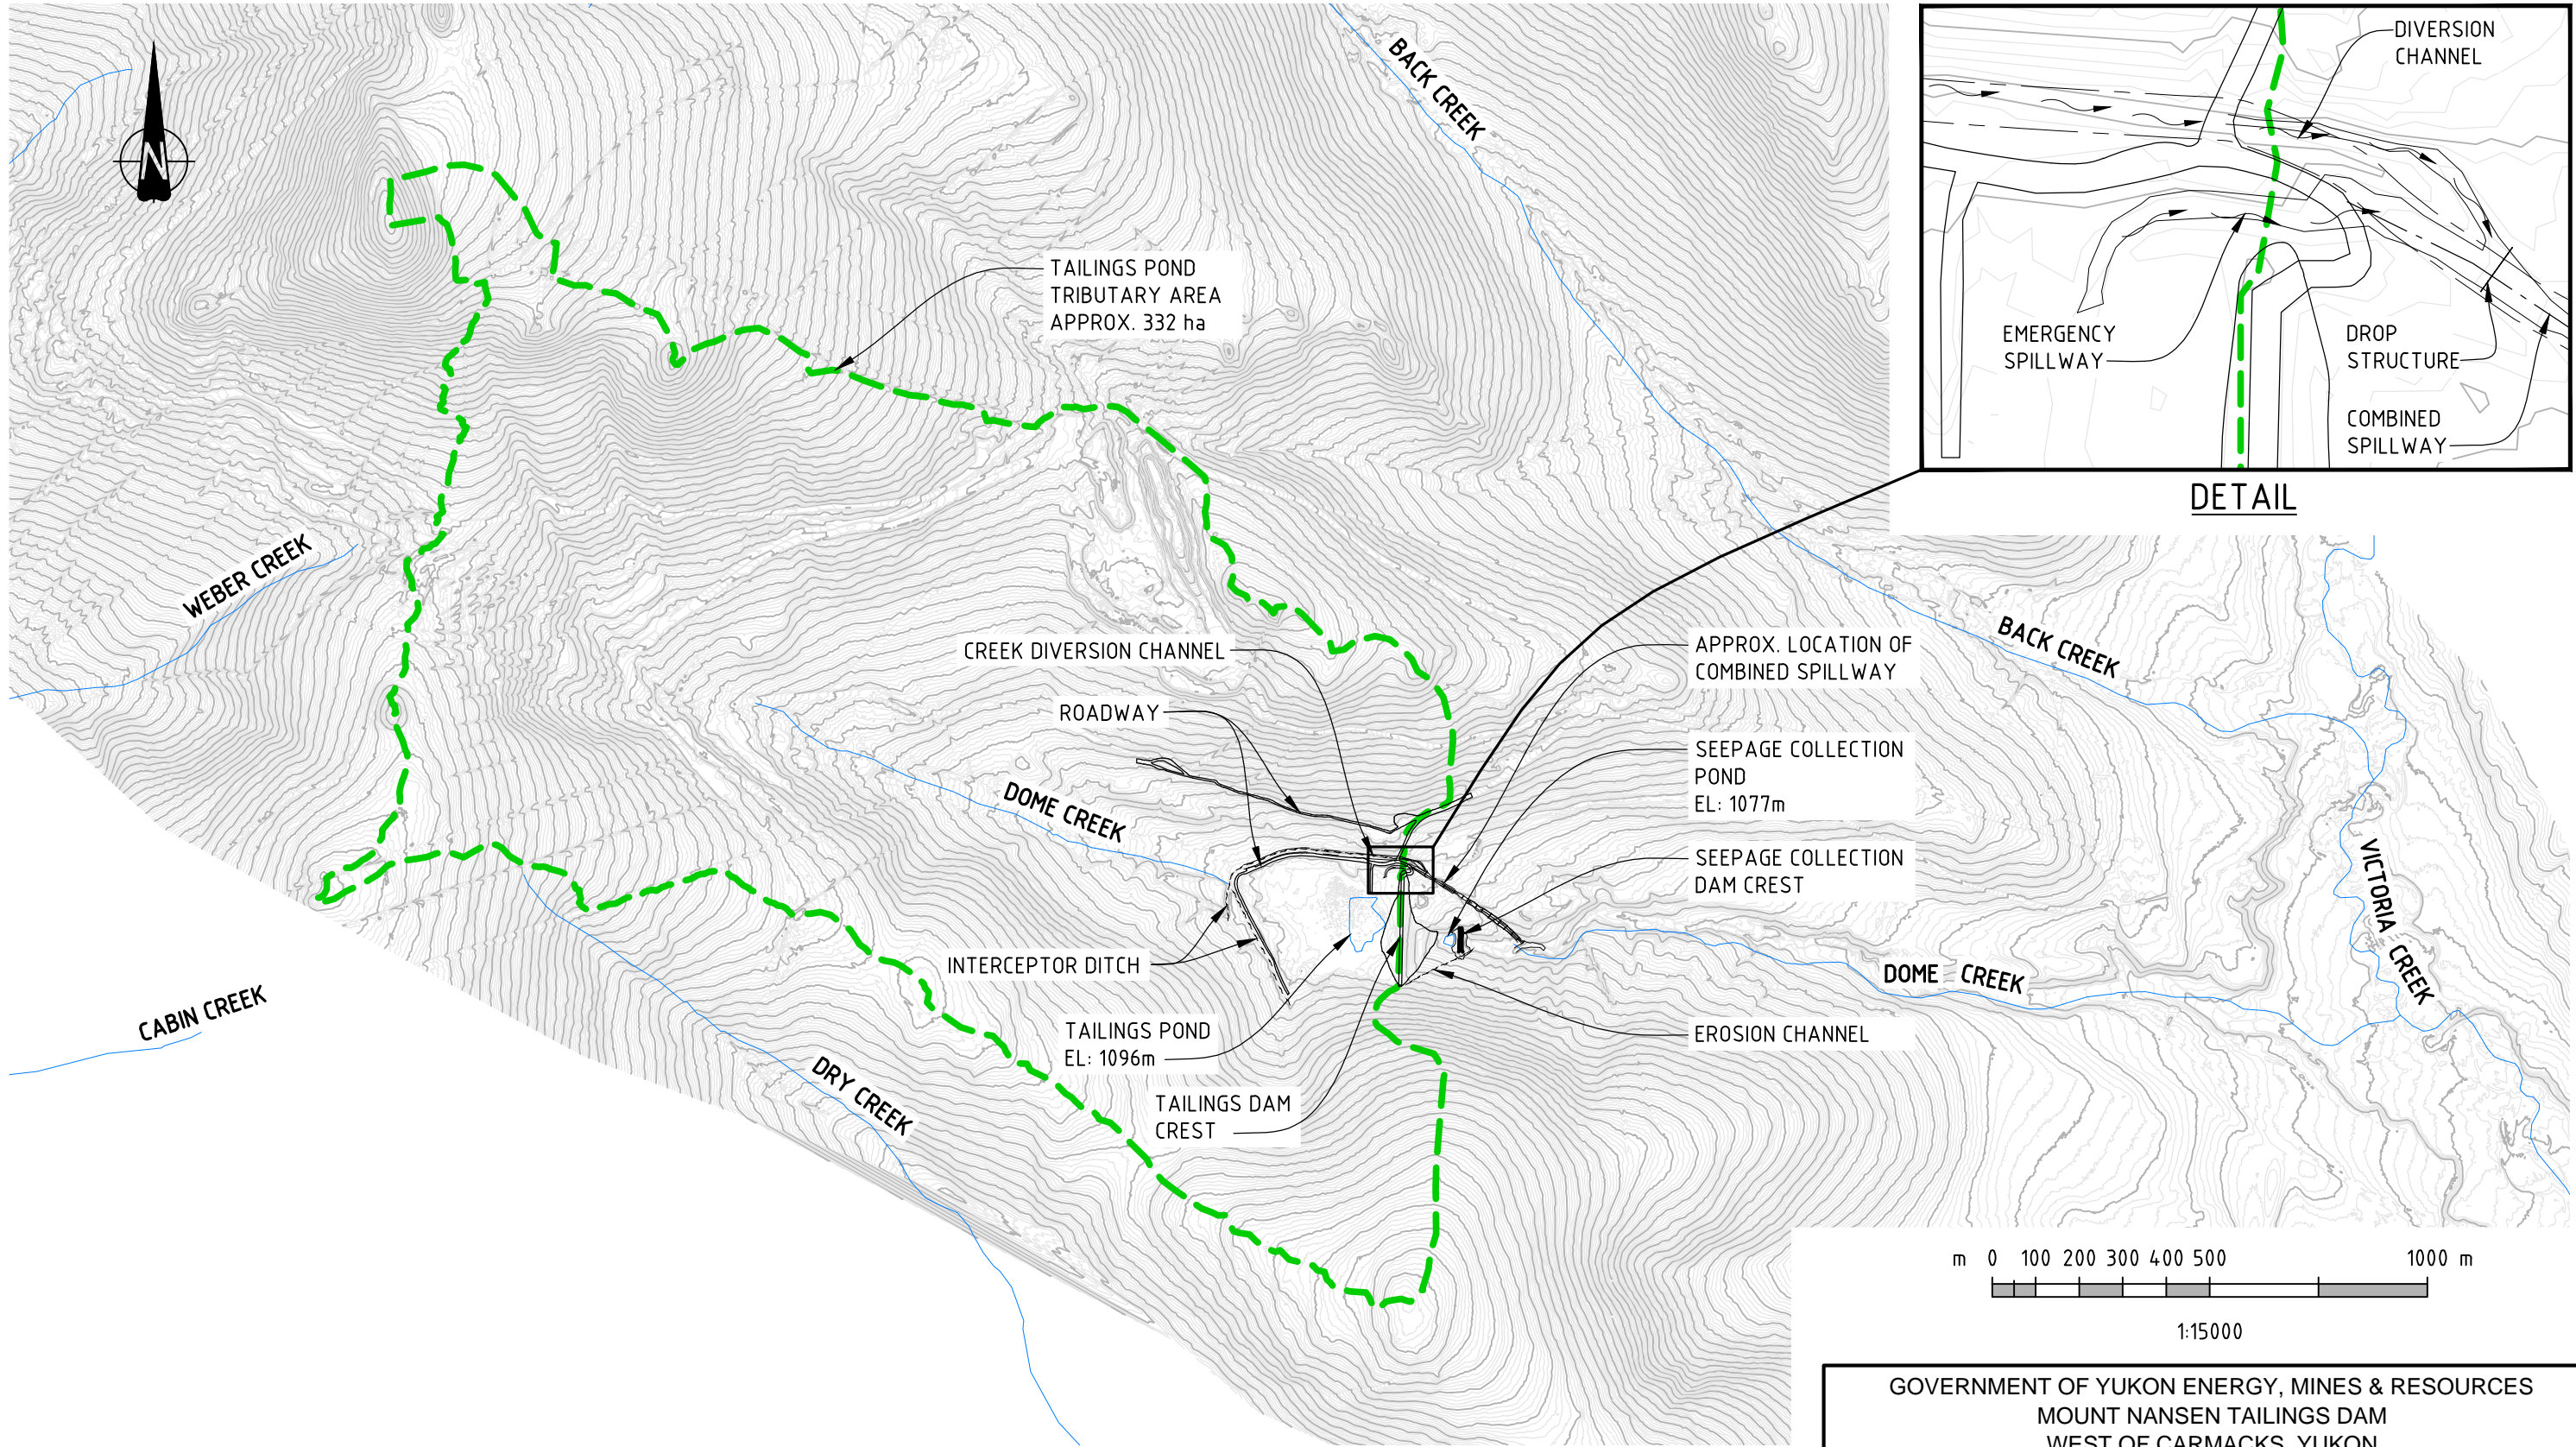 BACK CREEK
DIVERSION
CHANNEL
N
TAILINGS POND
TRIBUTARY AREA
APPROX. 332 ha
EMERGENCY
SPILLWAY
DROP
STRUCTURE
COMBINED
SPILLWAY
DETAIL
WEBER CREEK
CREEK DIVERSION CHANNEL
APPROX. LOCATION OF
COMBINED SPILLWAY
BACK CREEK
ROADWAY
SEEPAGE COLLECTION
POND
EL: 1077m
DOME CREEK
SEEPAGE COLLECTION
DAM CREST
VICTORIA CREEK
INTERCEPTOR DITCH
DOME CREEK
CABIN CREEK
TAILINGS POND
EL: 1096m
EROSION CHANNEL
DRY CREEK
TAILINGS DAM
CREST
m 0 100 200 300 400 500 1000 m
1:15000
GOVERNMENT OF YUKON ENERGY, MINES & RESOURCES
MOUNT NANSEN TAILINGS DAM
WEST OF CARMACKS, YUKON